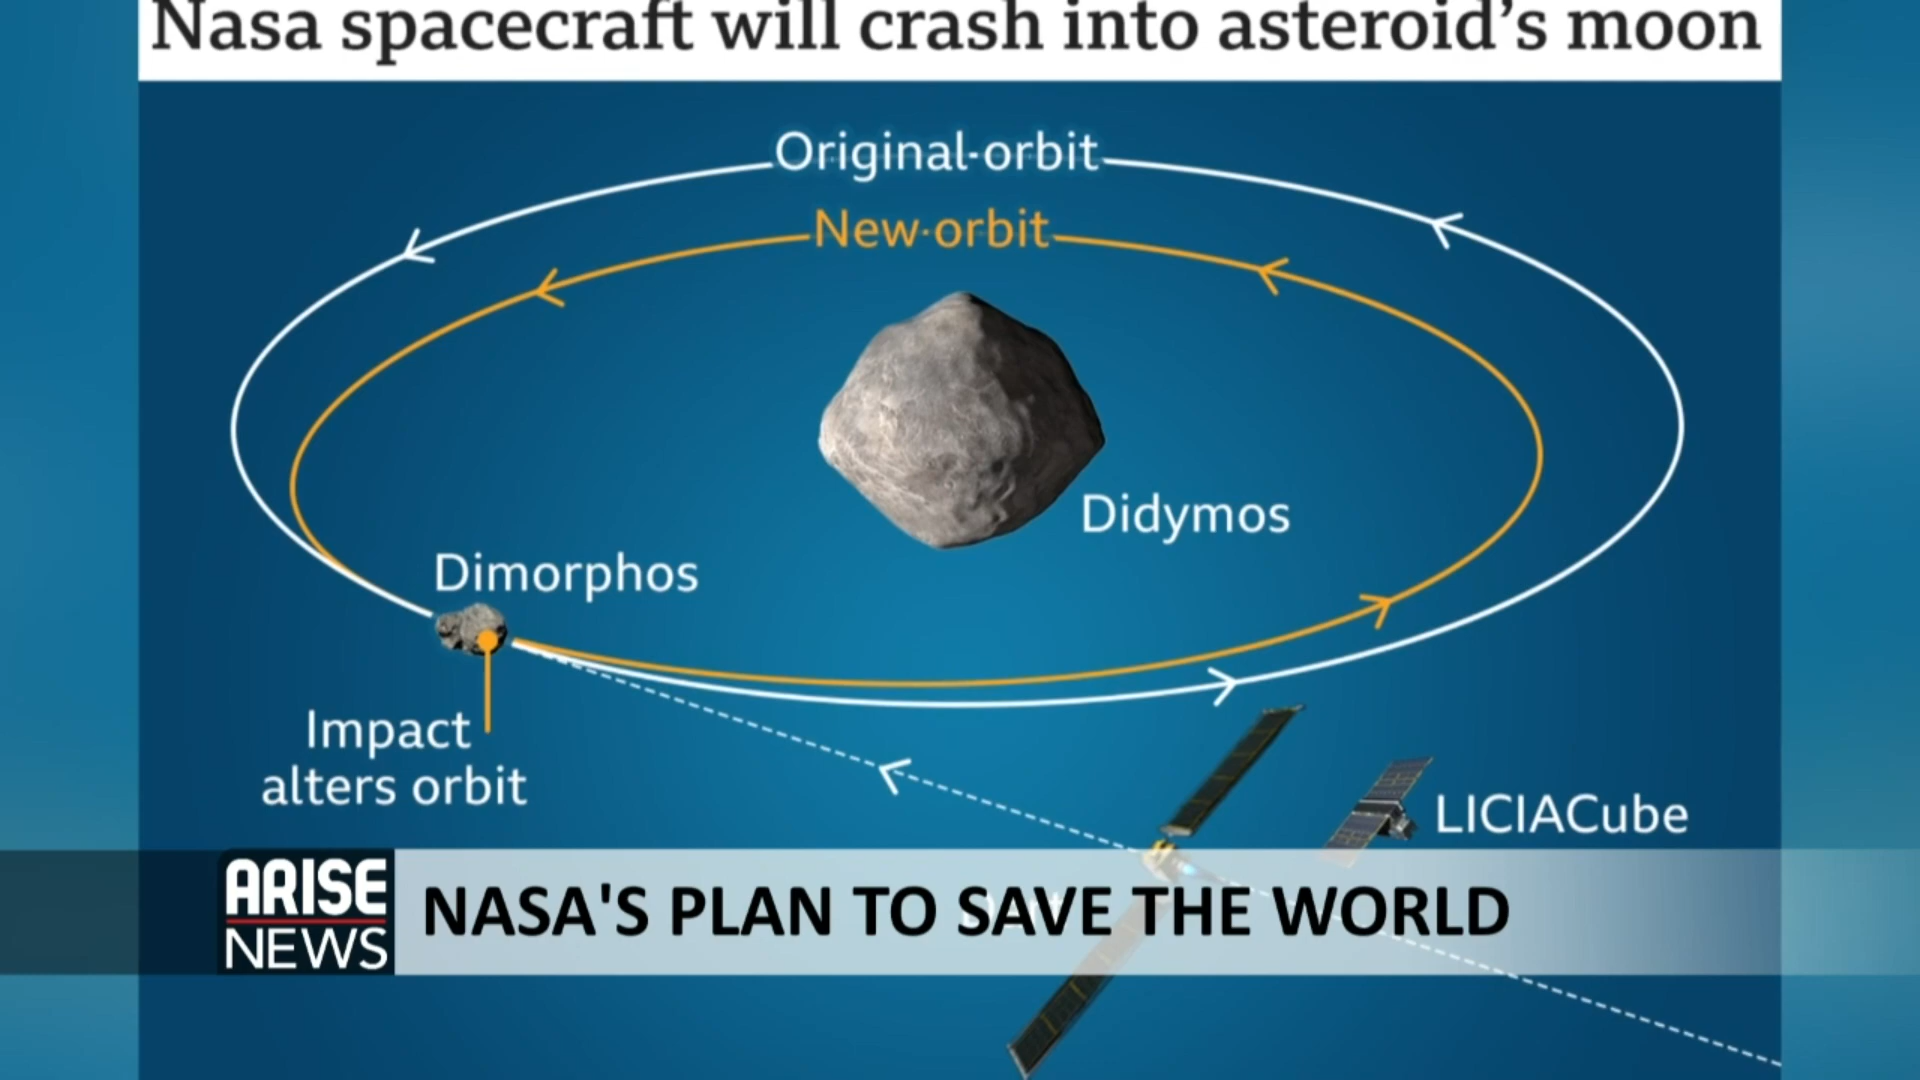 Nasa spacecraft will crash into asteroid's moon
Original orbit
New orbit
Didymos
Dimorphos
Impact
alters orbit
LICIACube
ARISE
NEWS
NASA'S PLAN TO SAVE THE WORLD